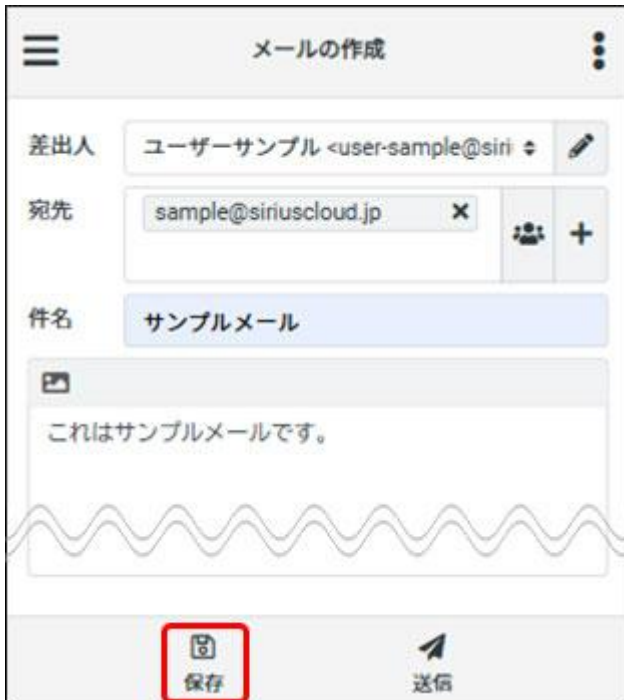 メールの作成
差出人 ユーザーサンプル <user-sample@siri
宛先 sample@siriuscloud.jp
件名 サンプルメール
これはサンプルメールです。
保存 送信